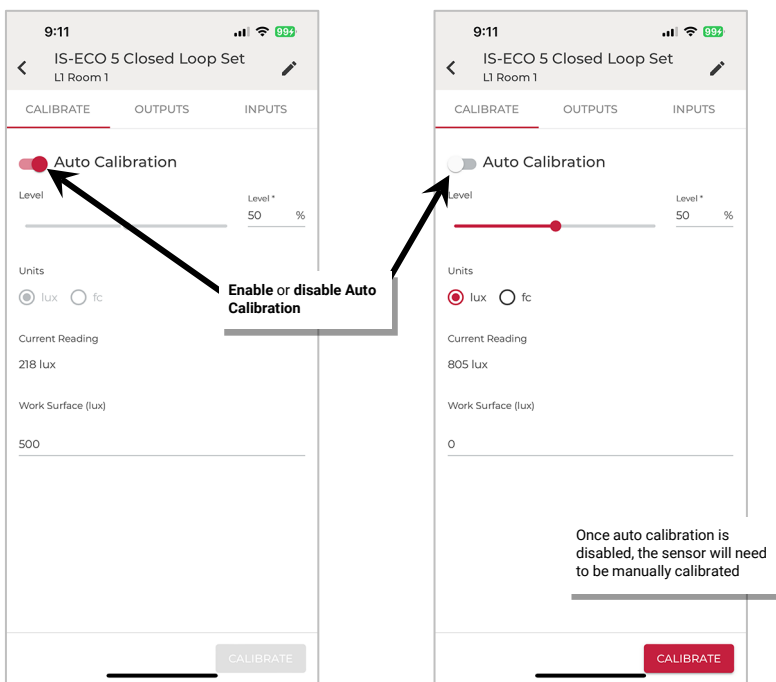 9:11
99
IS-ECO 5 Closed Loop Set
L1 Room 1
CALIBRATE OUTPUTS INPUTS
Auto Calibration
Level
Level *
50 %
Units
lux fc
Current Reading
218 lux
Work Surface (lux)
500
CALIBRATE
Enable or disable Auto
Calibration
9:11
99
IS-ECO 5 Closed Loop Set
L1 Room 1
CALIBRATE OUTPUTS INPUTS
Auto Calibration
Level
Level *
50 %
Units
lux fc
Current Reading
805 lux
Work Surface (lux)
0
Once auto calibration is
disabled, the sensor will need
to be manually calibrated
CALIBRATE